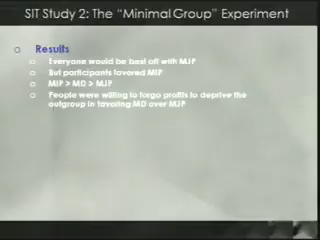 SIT Study 2: The “Minimal Group” Experiment
Results
Everyone would be best off with MJP
But participants favored MIP
MIP > MD > MJP
People were willing to forgo profits to deprive the
outgroup in favoring MD over MJP